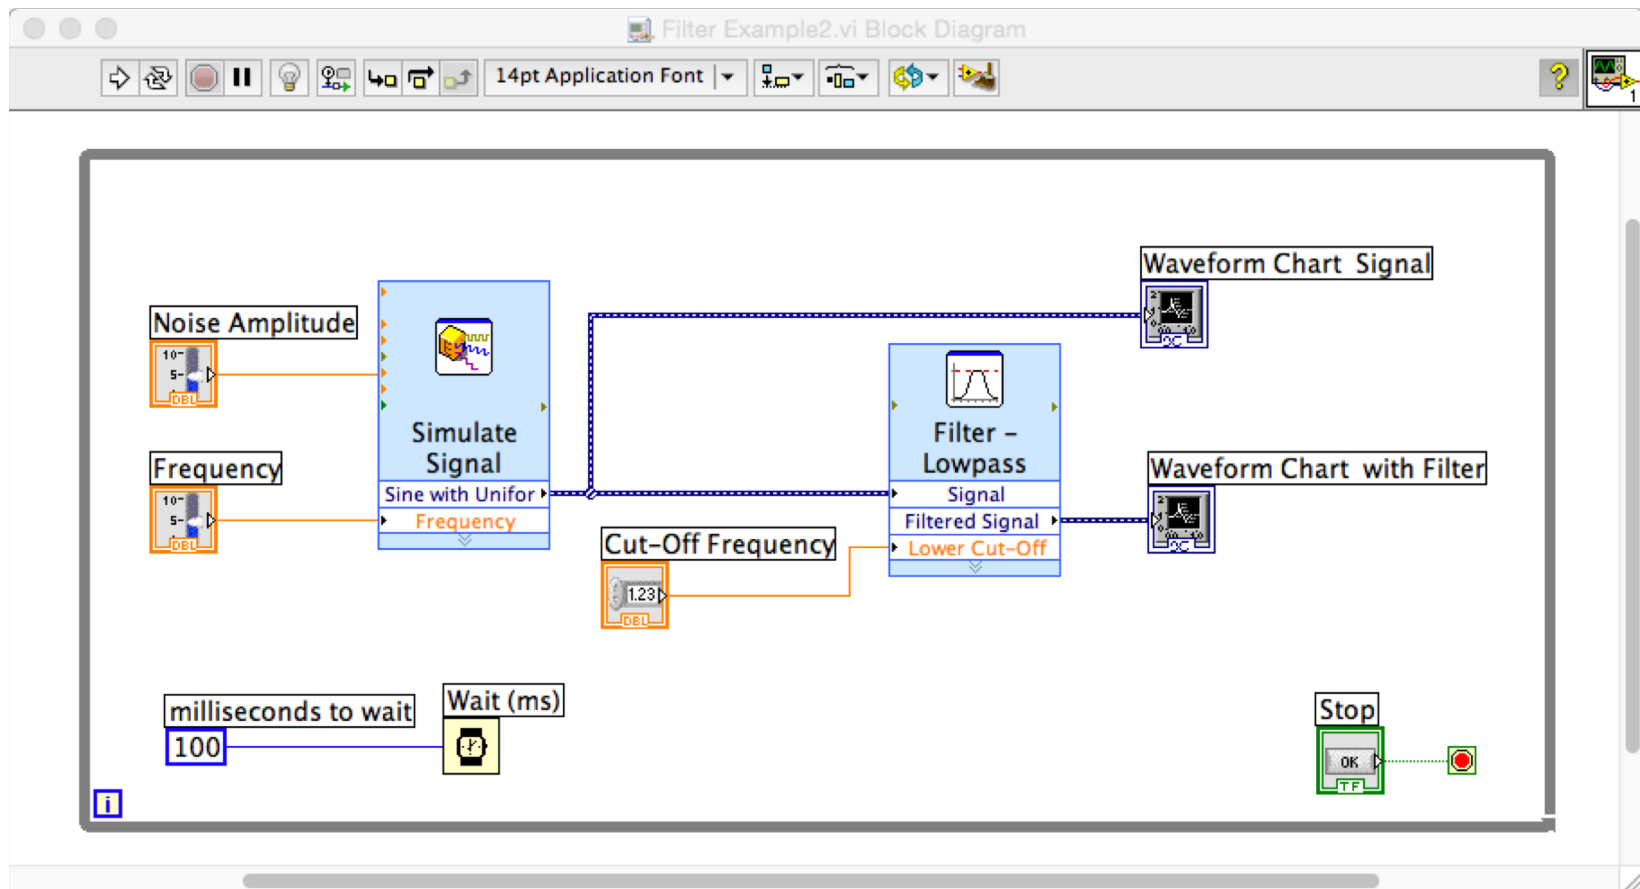 Filter Example2.vi Block Diagram
14pt Application Font
1
Waveform Chart  Signal
Noise Amplitude
10
5
DBL
Simulate
Signal
Sine with Unifor
Frequency
Frequency
10
5
DBL
Filter –
Lowpass
Signal
Filtered Signal
Lower Cut-Off
Waveform Chart  with Filter
Cut-Off Frequency
1.23
DBL
milliseconds to wait
100
Wait (ms)
Stop
OK
TF
i